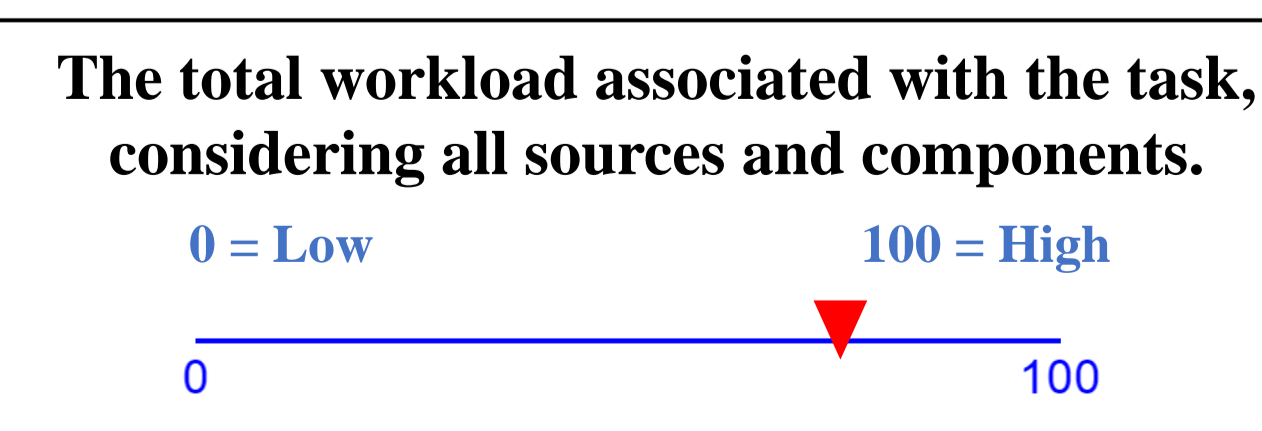 The total workload associated with the task,
considering all sources and components.
0 = Low 100 = High
0 100